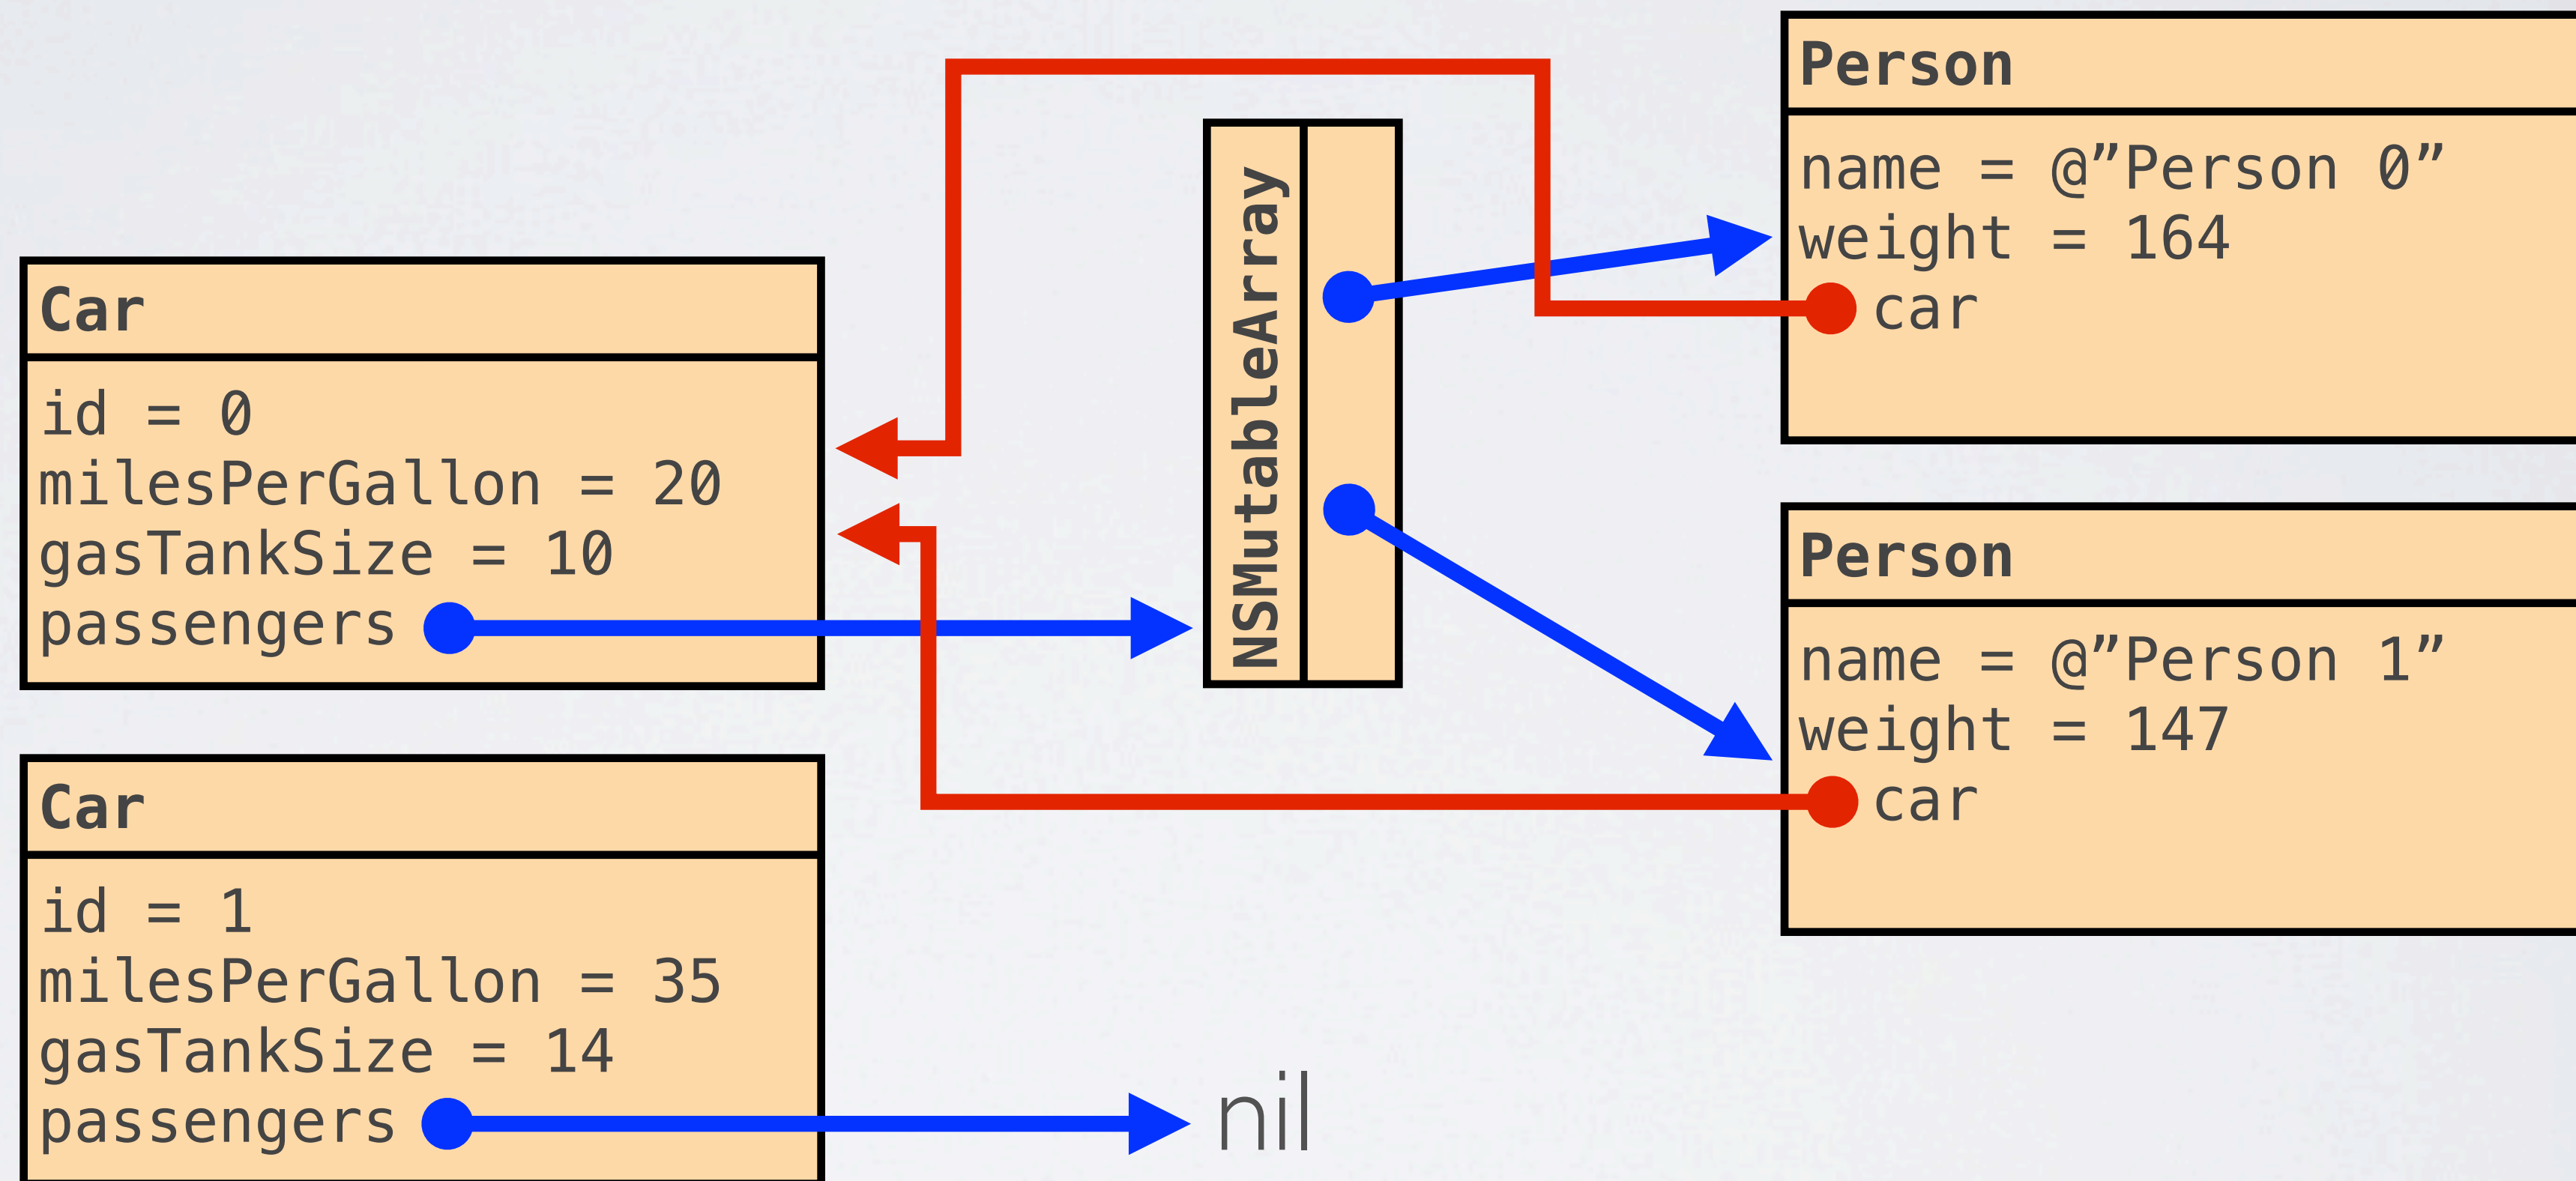 Car
id = 0
milesPerGallon = 20
gasTankSize = 10
passengers
Car
id = 1
milesPerGallon = 35
gasTankSize = 14
passengers
NSMutableArray
nil
Person
name = @”Person 0”
weight = 164
car
Person
name = @”Person 1”
weight = 147
car